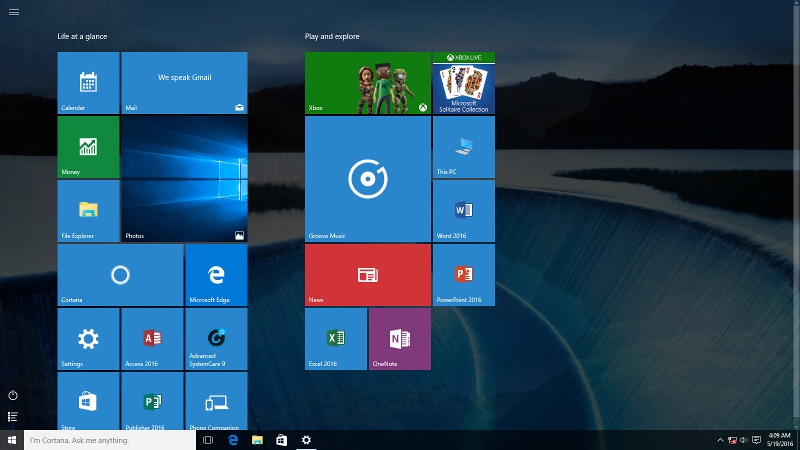 Life at a glance
Play and explore
Calendar
We speak Gmail
Mail
Xbox
XBOX LIVE
Microsoft
Solitaire Collection
Money
Photos
File Explorer
Groove Music
This PC
Word 2016
Cortana
Microsoft Edge
News
PowerPoint 2016
Settings
Access 2016
Advanced
SystemCare 9
Excel 2016
OneNote
Store
Publisher 2016
Phone Companion
I'm Cortana. Ask me anything.
4:09 AM
5/19/2016